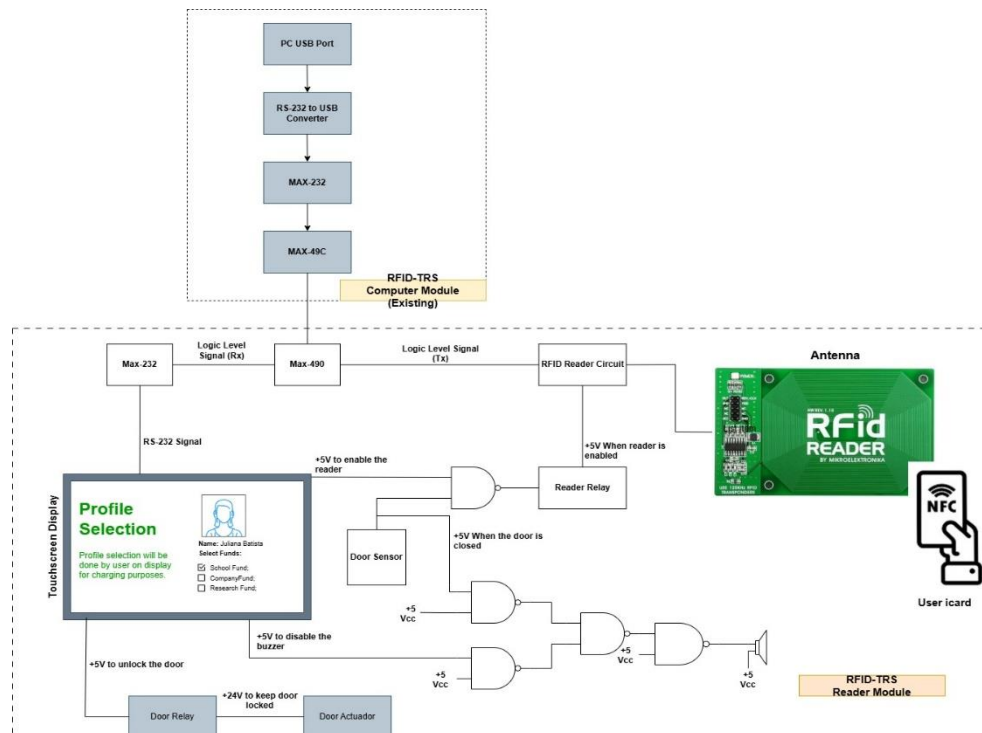 PC USB Port
RS-232 to USB
Converter
MAX-232
MAX-49C
RFID-TRS
Computer Module
(Existing)
Max-232
Logic Level
Signal (Rx)
Max-490
Logic Level Signal
(Tx)
RFID Reader Circuit
Antenna
RFid
READER
BY MIKROELEKTRONIKA
RS-232 Signal
+5V to enable the
reader
+5V When reader is
enabled
Reader Relay
NFC
User icard
Touchscreen Display
Profile
Selection
Profile selection will be
done by user on display
for charging purposes.
Name: Juliana Batista
Select Funds:
School Fund;
CompanyFund;
Research Fund;
Door Sensor
+5V When the door is
closed
+5
Vcc
+5V to disable the
buzzer
+5
Vcc
+5
Vcc
+5
Vcc
+5V to unlock the door
Door Relay
+24V to keep door
locked
Door Actuador
RFID-TRS
Reader Module